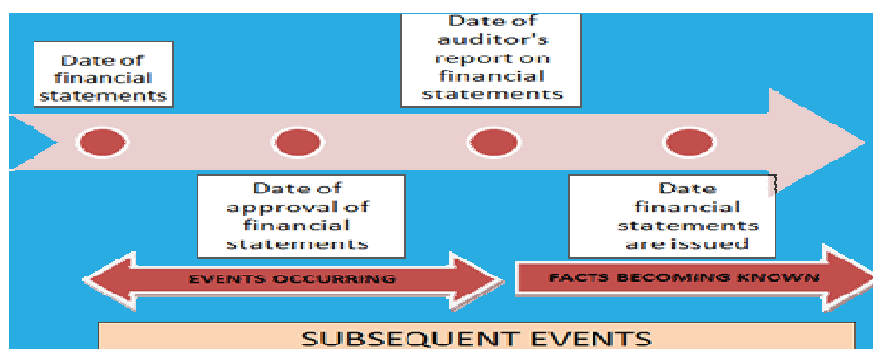 Date of
financial
statements
Date of
auditor's
report on
financial
statements
Date of
approval of
financial
statements
Date
financial
statements
are issued
EVENTS OCCURRING
FACTS BECOMING KNOWN
SUBSEQUENT EVENTS